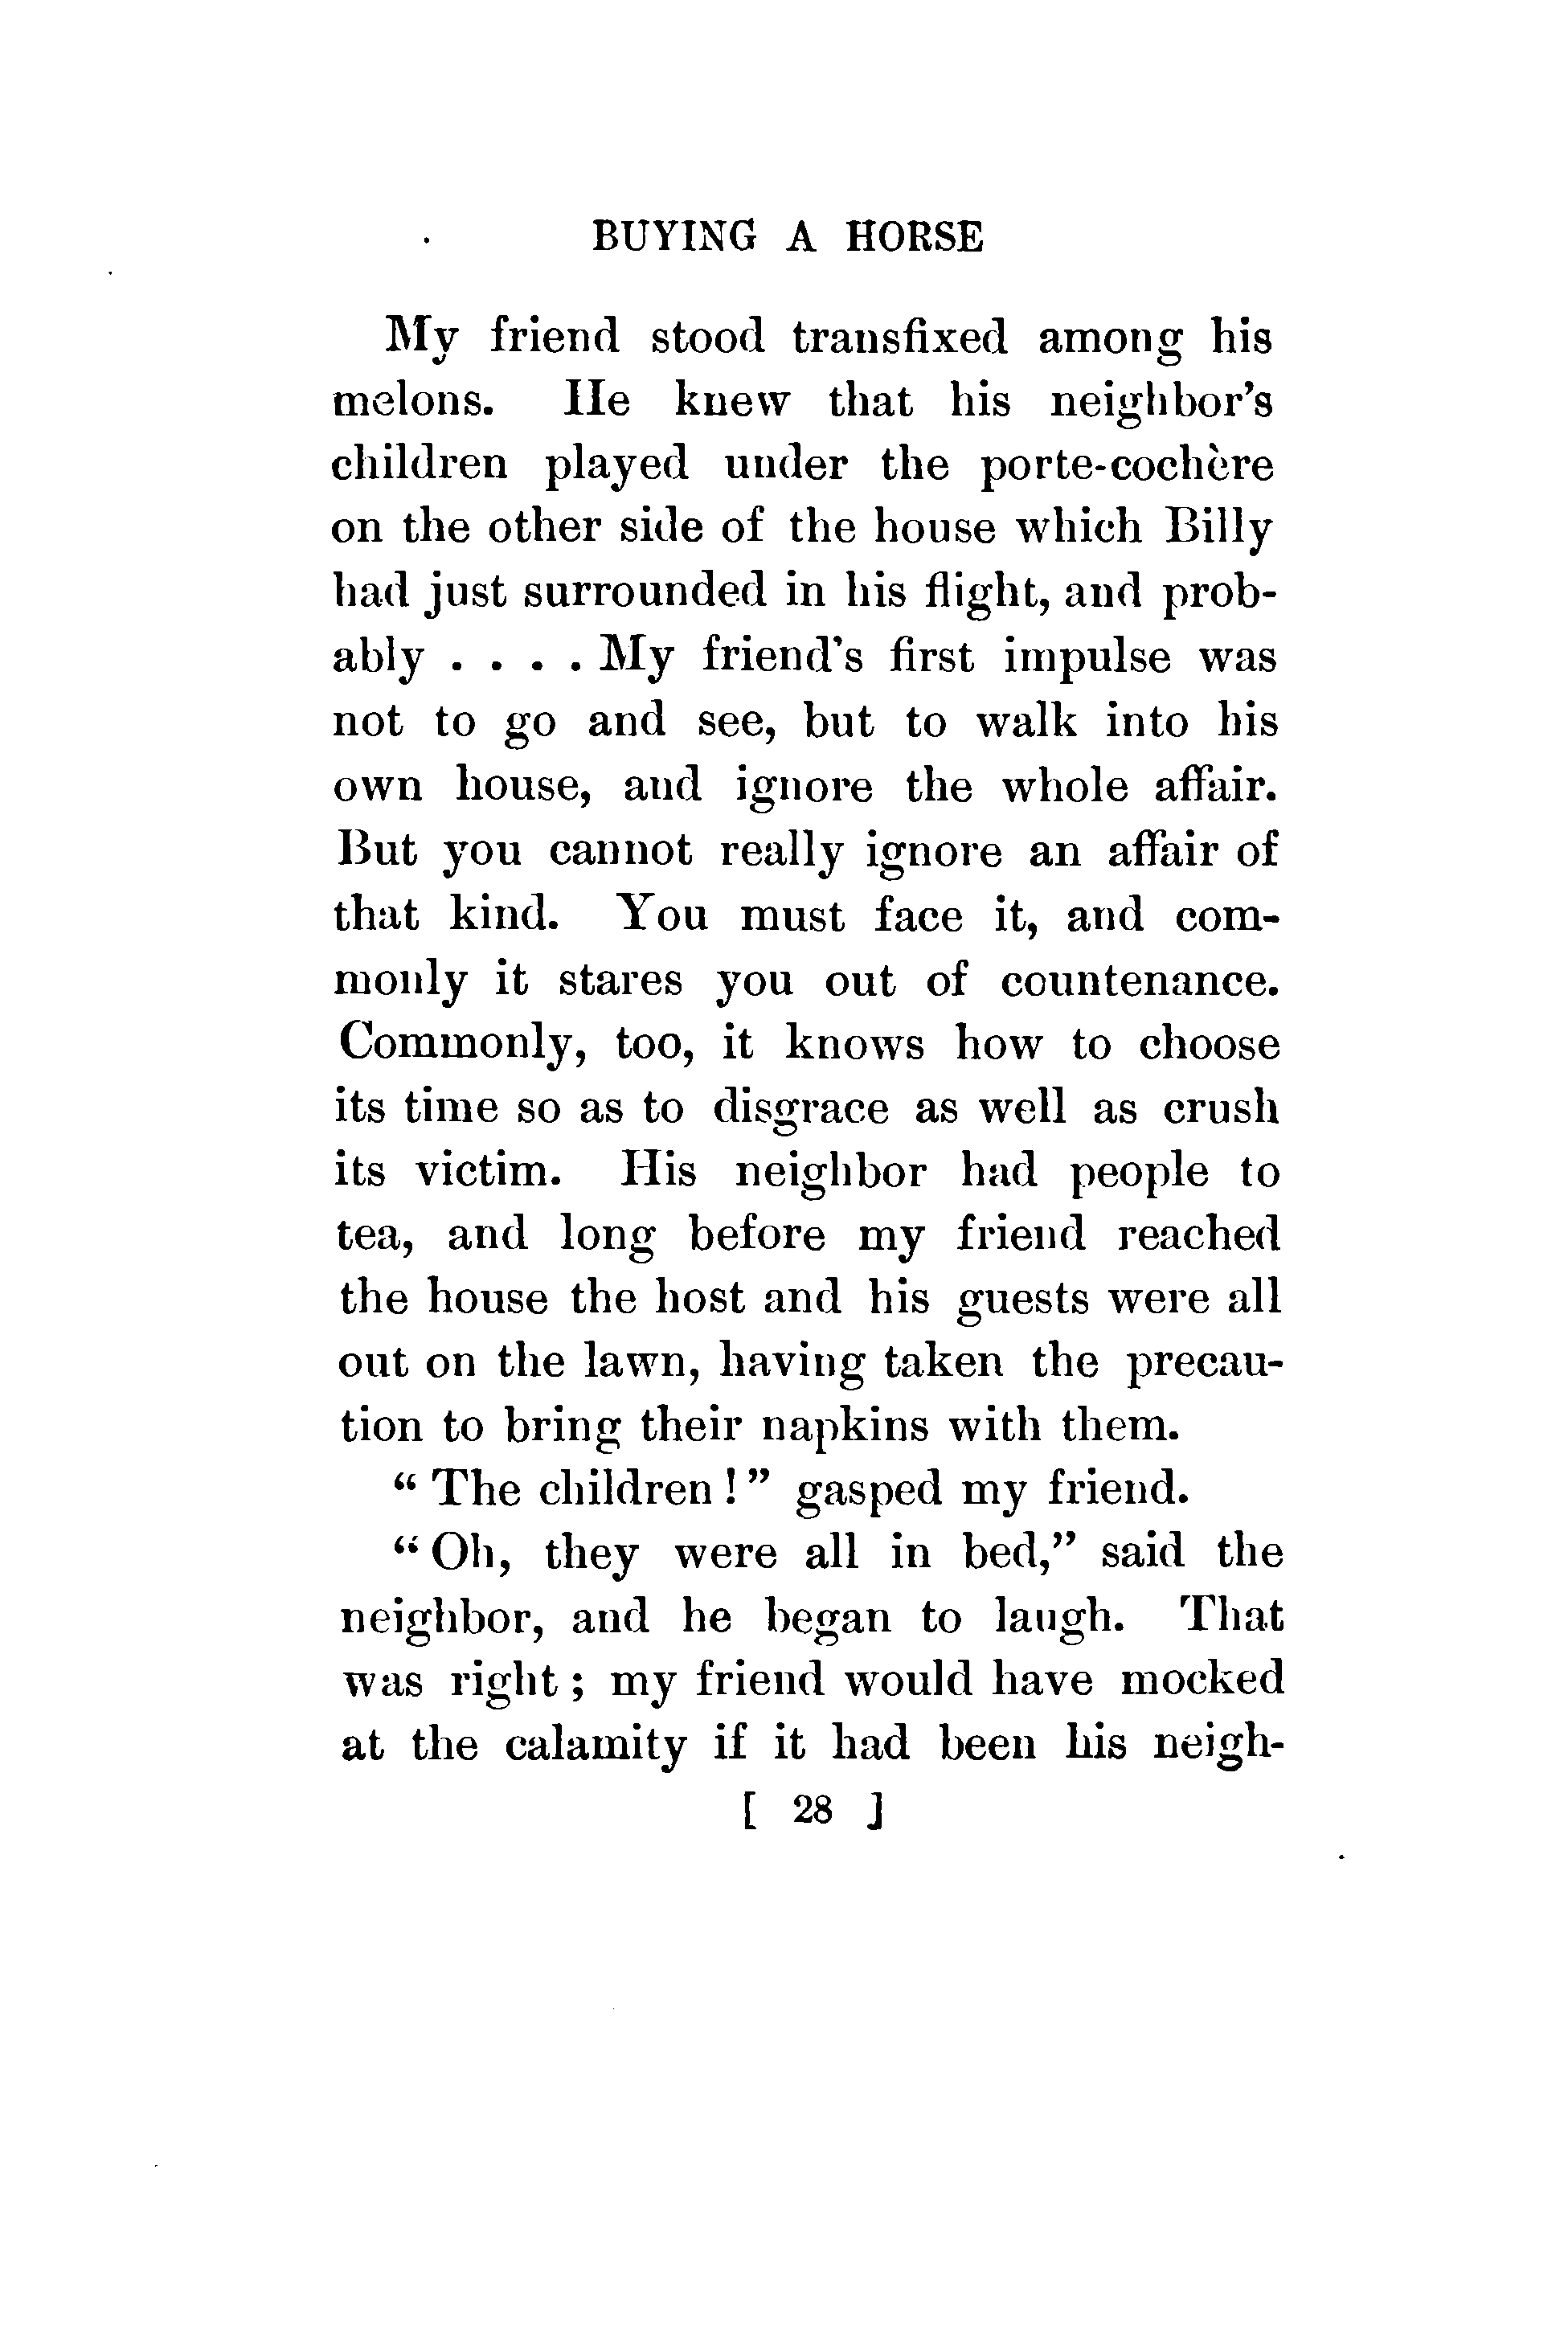 BUYING A HORSE
My friend stood transfixed among his
melons. He knew that his neighbor's
children played under the porte-cochère
on the other side of the house which Billy
had just surrounded in his flight, and prob-
ably . . . . My friend's first impulse was
not to go and see, but to walk into his
own house, and ignore the whole affair.
But you cannot really ignore an affair of
that kind. You must face it, and com-
monly it stares you out of countenance.
Commonly, too, it knows how to choose
its time so as to disgrace as well as crush
its victim. His neighbor had people to
tea, and long before my friend reached
the house the host and his guests were all
out on the lawn, having taken the precau-
tion to bring their napkins with them.
“ The children ! ” gasped my friend.
“ Oh, they were all in bed,” said the
neighbor, and he began to laugh. That
was right ; my friend would have mocked
at the calamity if it had been his neigh-
[ 28 ]